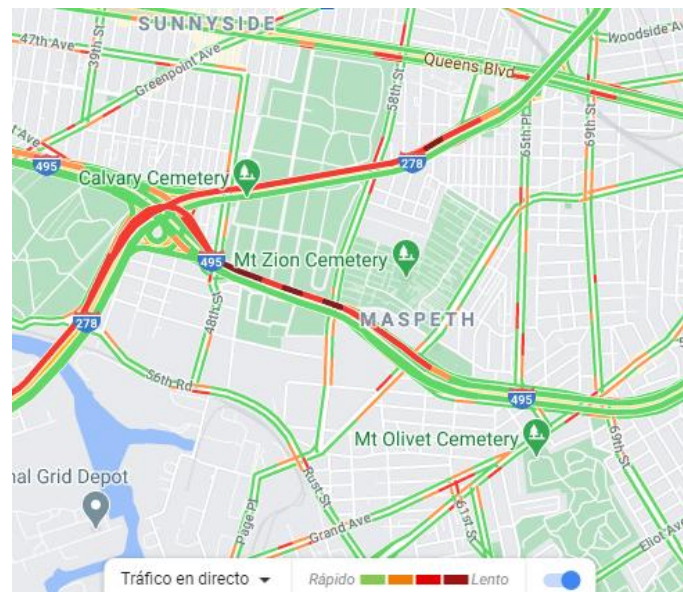 SUNNYSIDE
47th Ave
39th St
Greenpoint Ave
58th St
Queens Blvd
Woodside Av
65th Pl
69th St
t Ave
495
278
Calvary Cemetery
Mt Zion Cemetery
495
48th St
278
MASPETH
56th Rd
495
Mt Olivet Cemetery
69th St
nal Grid Depot
Rust St
Page Pl
Grand Ave
61st St
Eliot Ave
Tráfico en directo
Rápido
Lento